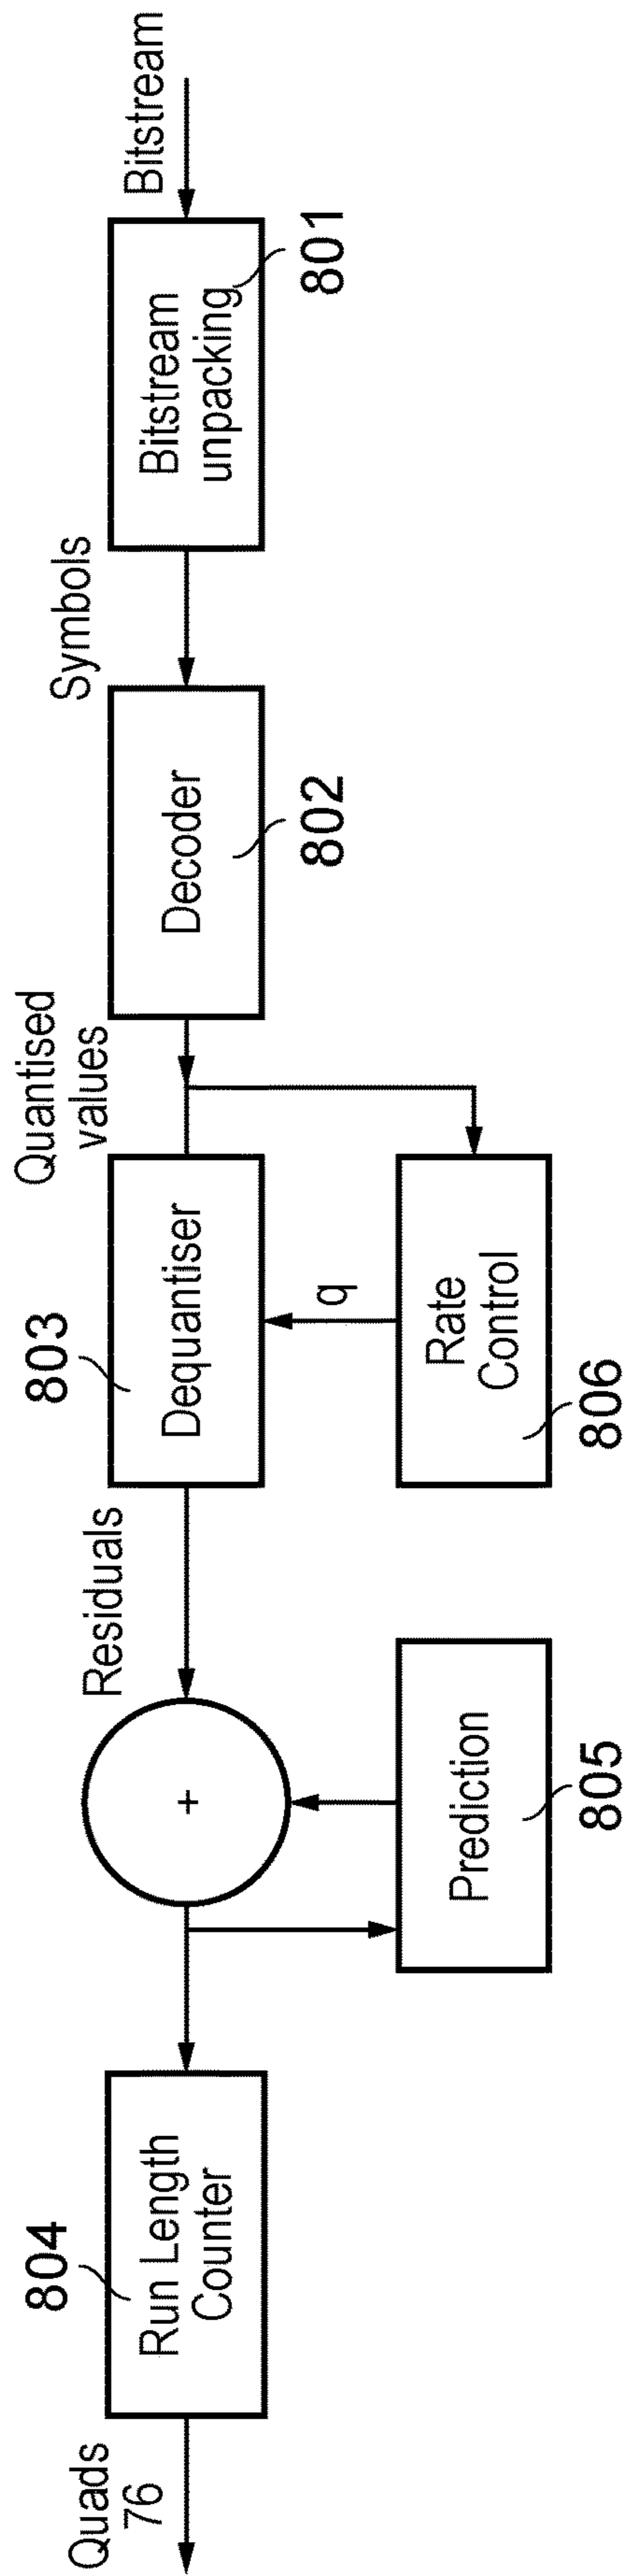 Bitstream
Bitstream
unpacking
801
Symbols
Decoder
802
Quantised
values
803
Dequantiser
q
Rate
Control
806
Residuals
+
Prediction
805
804
Run Length
Counter
Quads
76